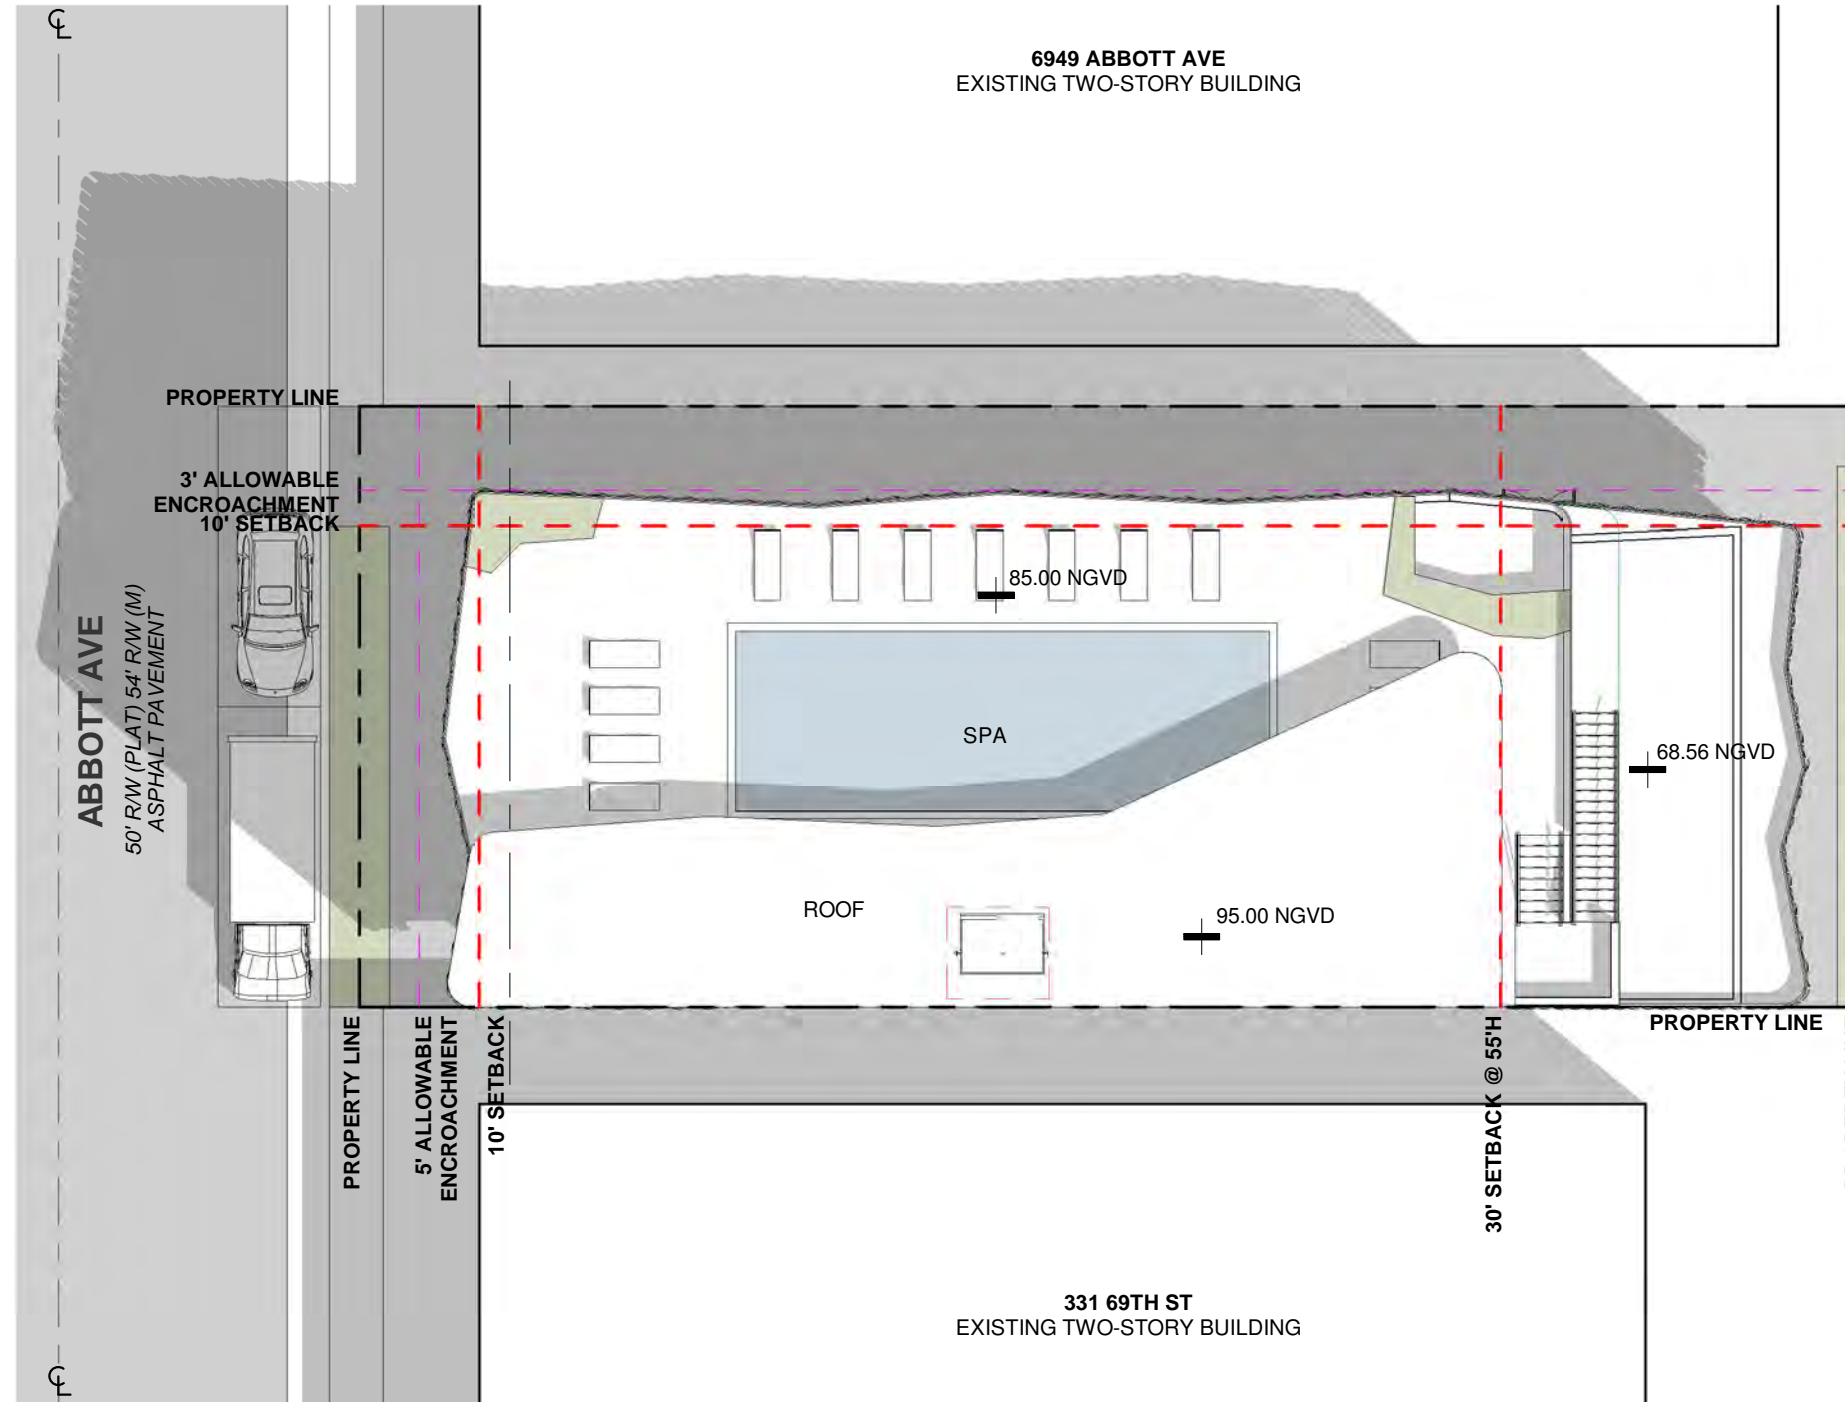 ℄
6949 ABBOTT AVE
EXISTING TWO-STORY BUILDING
PROPERTY LINE
3' ALLOWABLE
ENCROACHMENT
10' SETBACK
85.00 NGVD
ABBOTT AVE
50' R/W (PLAT) 54' R/W (M)
ASPHALT PAVEMENT
SPA
68.56 NGVD
ROOF
95.00 NGVD
PROPERTY LINE
5' ALLOWABLE
ENCROACHMENT
10' SETBACK
30' SETBACK @ 55'H
PROPERTY LINE
331 69TH ST
EXISTING TWO-STORY BUILDING
℄